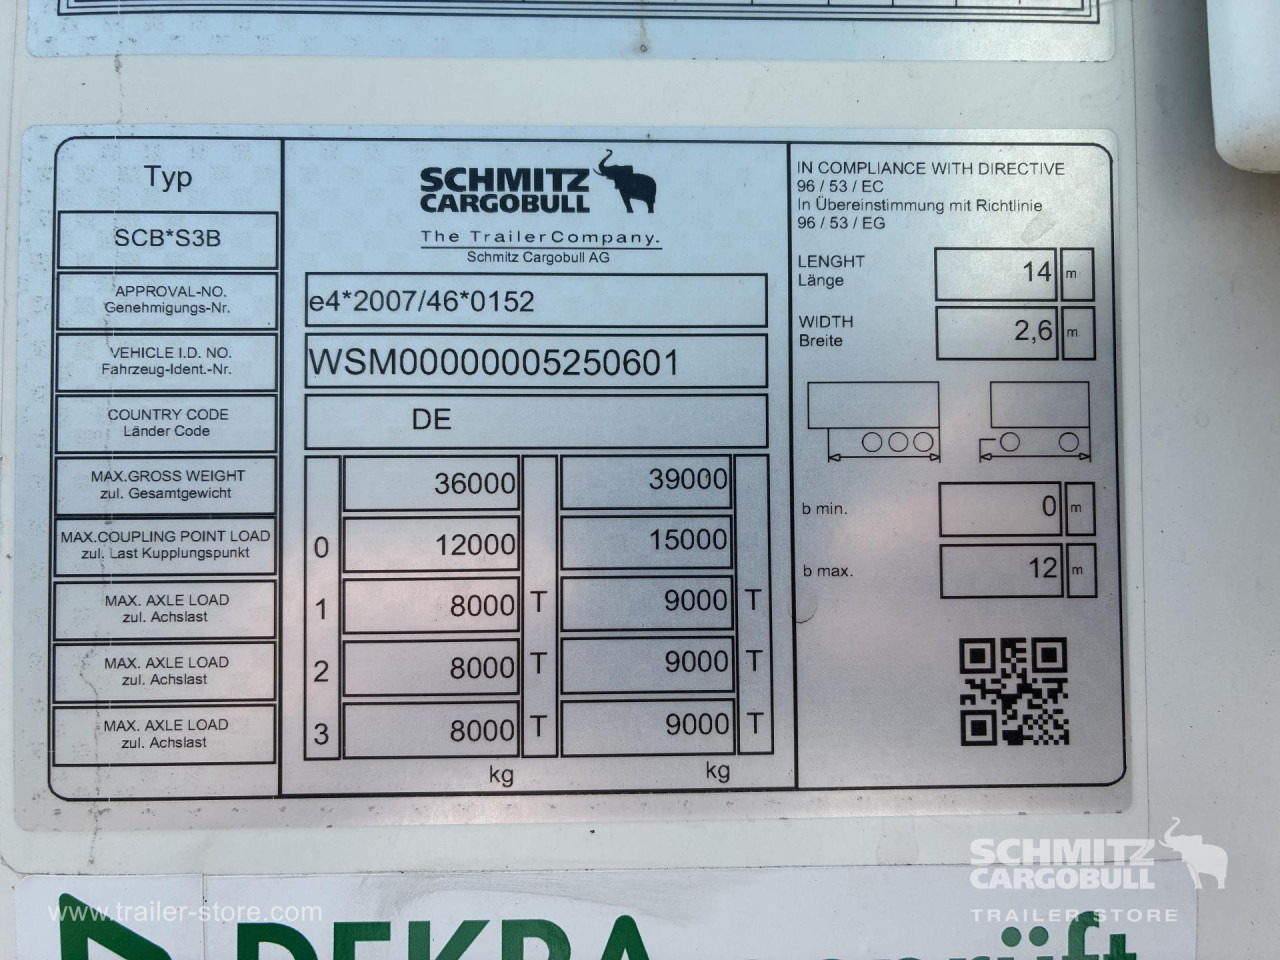 Typ
SCB*S3B
APPROVAL-NO.
Genehmigungs-Nr.
VEHICLE I.D. NO.
Fahrzeug-Ident.-Nr.
COUNTRY CODE
Länder Code
MAX.GROSS WEIGHT
zul. Gesamtgewicht
MAX.COUPLING POINT LOAD
zul. Last Kupplungspunkt
MAX. AXLE LOAD
zul. Achslast
MAX. AXLE LOAD
zul. Achslast
MAX. AXLE LOAD
zul. Achslast
SCHMITZ
CARGOBULL
The TrailerCompany.
Schmitz Cargobull AG
e4*2007/46*0152
WSM00000005250601
DE
36000 39000
0 12000 15000
1 8000 T 9000 T
2 8000 T 9000 T
3 8000 T 9000 T
kg kg
IN COMPLIANCE WITH DIRECTIVE
96 / 53 / EC
In Übereinstimmung mit Richtlinie
96 / 53 / EG
LENGHT
Länge
14 m
WIDTH
Breite
2,6 m
b min. 0 m
b max. 12 m
SCHMITZ
CARGOBULL
TRAILER STORE
www.trailer-store.com
DEKRA geprüft